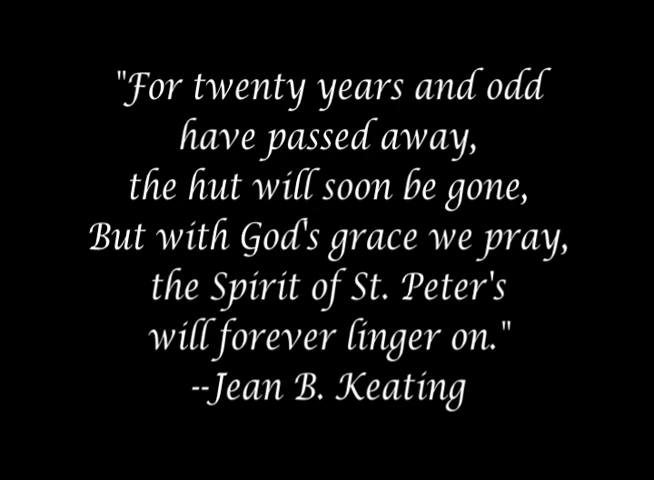 "For twenty years and odd
have passed away,
the hut will soon be gone,
But with God's grace we pray,
the Spirit of St. Peter's
will forever linger on."
--Jean B. Keating